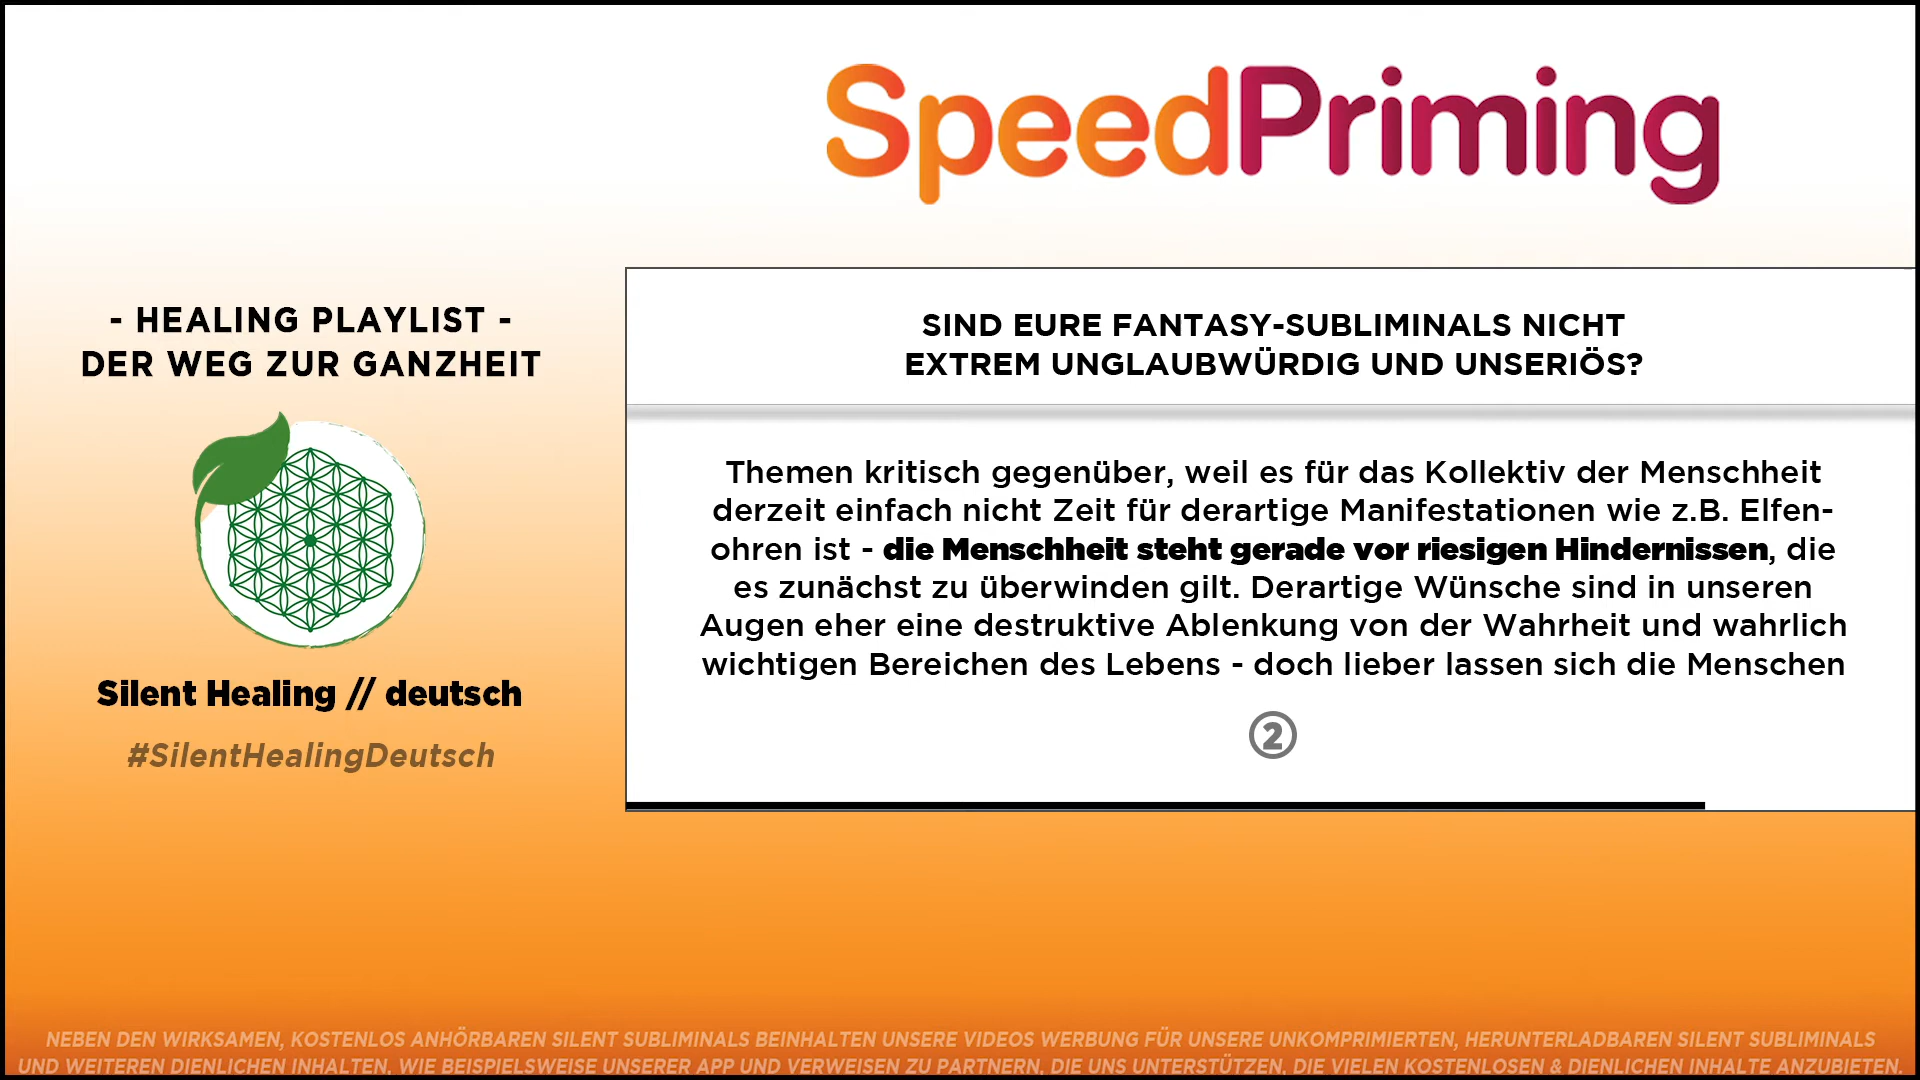 SpeedPriming
- HEALING PLAYLIST -
DER WEG ZUR GANZHEIT
Silent Healing // deutsch
#SilentHealingDeutsch
SIND EURE FANTASY-SUBLIMINALS NICHT
EXTREM UNGLAUBWÜRDIG UND UNSERIÖS?
Themen kritisch gegenüber, weil es für das Kollektiv der Menschheit
derzeit einfach nicht Zeit für derartige Manifestationen wie z.B. Elfen-
ohren ist - die Menschheit steht gerade vor riesigen Hindernissen, die
es zunächst zu überwinden gilt. Derartige Wünsche sind in unseren
Augen eher eine destruktive Ablenkung von der Wahrheit und wahrlich
wichtigen Bereichen des Lebens - doch lieber lassen sich die Menschen
2
NEBEN DEN WIRKSAMEN, KOSTENLOS ANHÖRBAREN SILENT SUBLIMINALS BEINHALTEN UNSERE VIDEOS WERBUNG FÜR UNSERE UNKOMPRIMIERTEN, HERUNTERLADBAREN SILENT SUBLIMINALS
UND WEITEREN DIENLICHEN INHALTEN, WIE BEISPIELSWEISE UNSERER APP UND VERWEISEN ZU PARTNERN, DIE UNS UNTERSTÜTZEN, DIE VIELEN KOSTENLOSEN & DIENLICHEN INHALTE ANZUBIETEN.